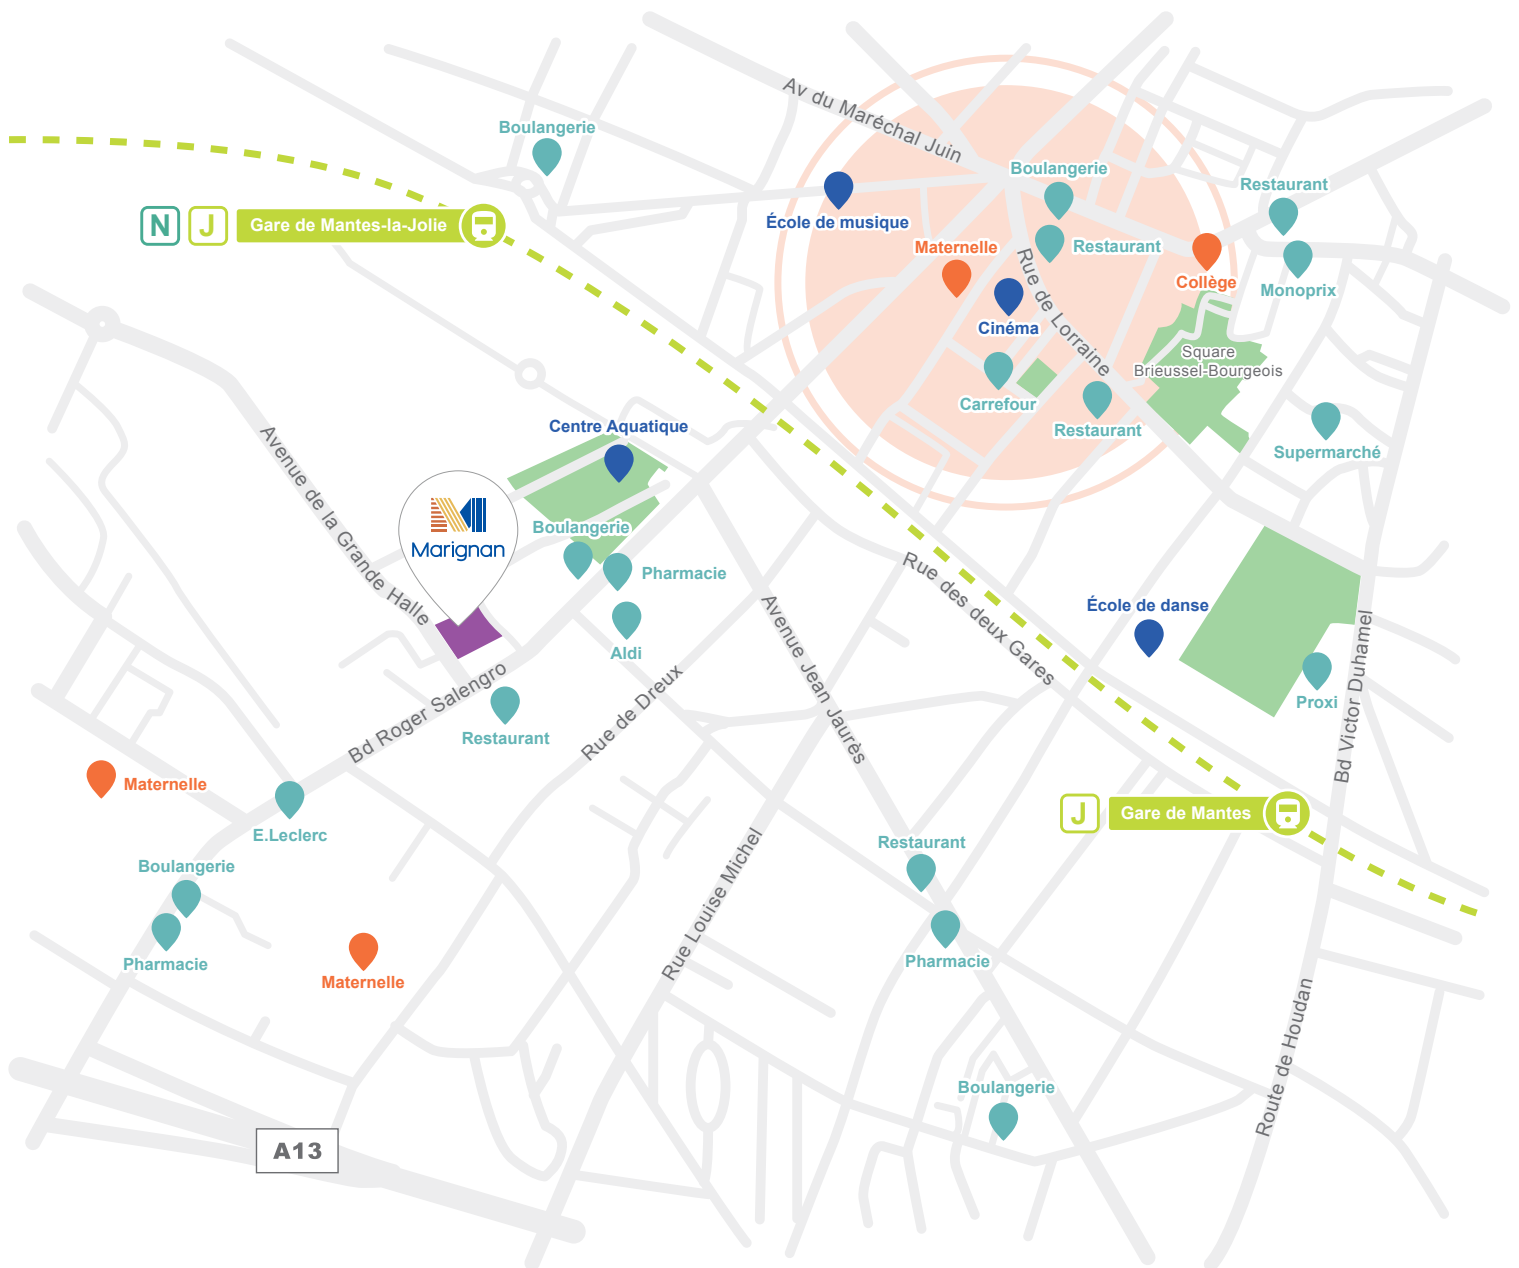 Av du Maréchal Juin
Boulangerie
Boulangerie
Restaurant
École de musique
N
J
Gare de Mantes-la-Jolie
Maternelle
Restaurant
Collège
Monoprix
Cinéma
Rue de Lorraine
Square
Brieussel-Bourgeois
Carrefour
Restaurant
Centre Aquatique
Supermarché
Avenue de la Grande Halle
Marignan
Boulangerie
Pharmacie
Aldi
Rue des deux Gares
École de danse
Avenue Jean Jaurès
Bd Victor Duhamel
Proxi
Bd Roger Salengro
Rue de Dreux
Restaurant
Maternelle
E.Leclerc
J
Gare de Mantes
Restaurant
Rue Louise Michel
Boulangerie
Pharmacie
Maternelle
Pharmacie
Route de Houdan
Boulangerie
A13